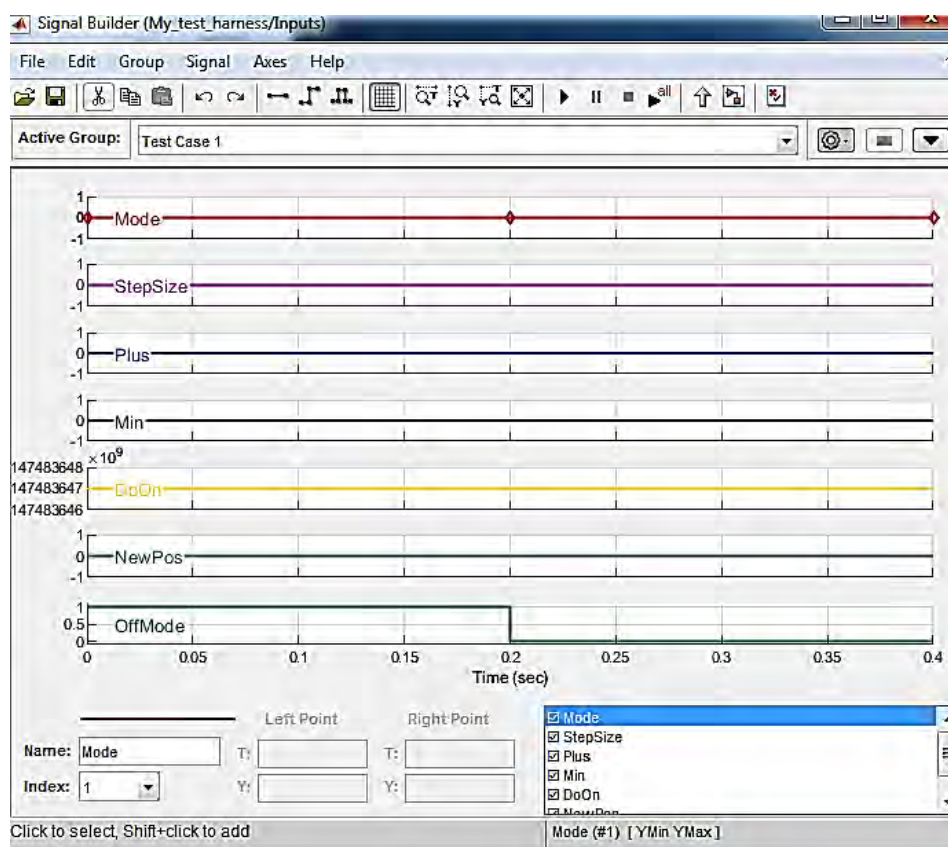 Signal Builder (My_test_harness/Inputs)
File Edit Group Signal Axes Help
all
Active Group: Test Case 1
1
0 Mode
-1
1
0 StepSize
-1
1
0 Plus
-1
1
0 Min
-1
×10⁹
147483648
147483647 DoOn
147483646
1
0 NewPos
-1
1
0.5 OffMode
0
0 0.05 0.1 0.15 0.2 0.25 0.3 0.35 0.4
Time (sec)
Left Point Right Point
Name: Mode T: T:
Index: 1 Y: Y:
Mode
StepSize
Plus
Min
DoOn
NewPos
Click to select, Shift+click to add Mode (#1) [ YMin YMax ]